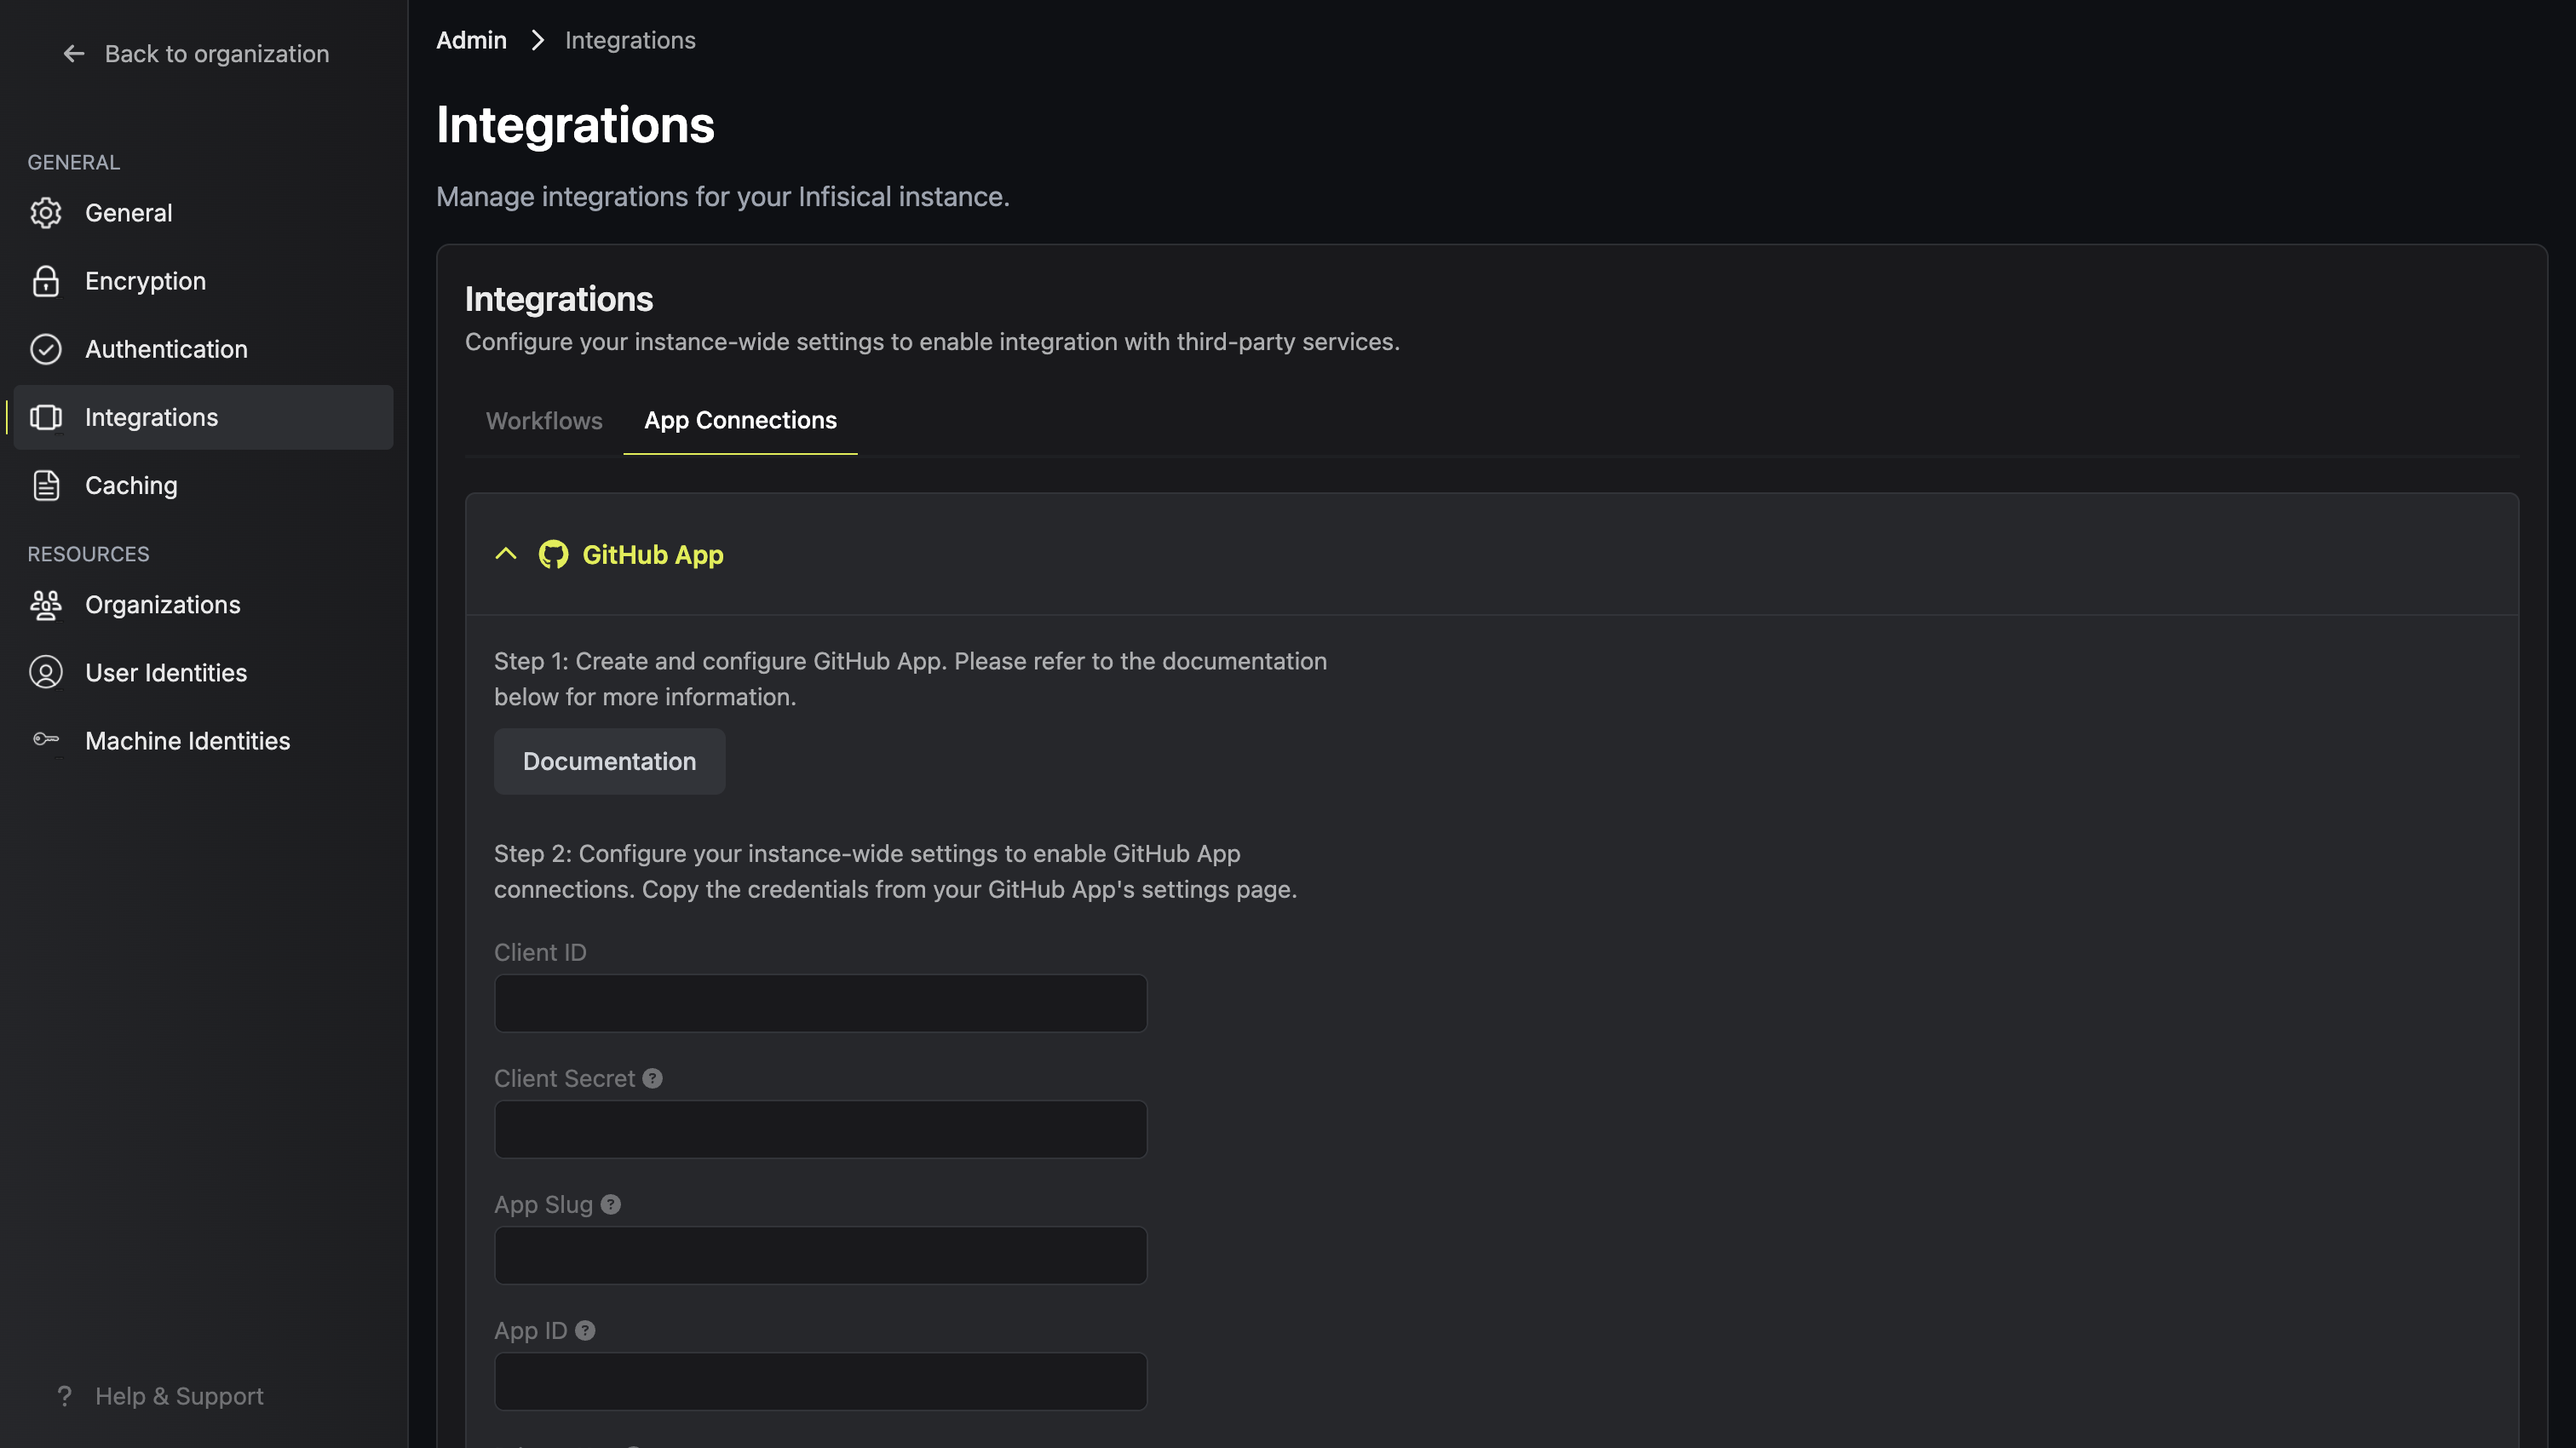 Back to organization
GENERAL
General
Encryption
Authentication
Integrations
Caching
RESOURCES
Organizations
User Identities
Machine Identities
? Help & Support
Admin > Integrations
Integrations
Manage integrations for your Infisical instance.
Integrations
Configure your instance-wide settings to enable integration with third-party services.
Workflows App Connections
GitHub App
Step 1: Create and configure GitHub App. Please refer to the documentation
below for more information.
Documentation
Step 2: Configure your instance-wide settings to enable GitHub App
connections. Copy the credentials from your GitHub App's settings page.
Client ID
Client Secret ?
App Slug ?
App ID ?